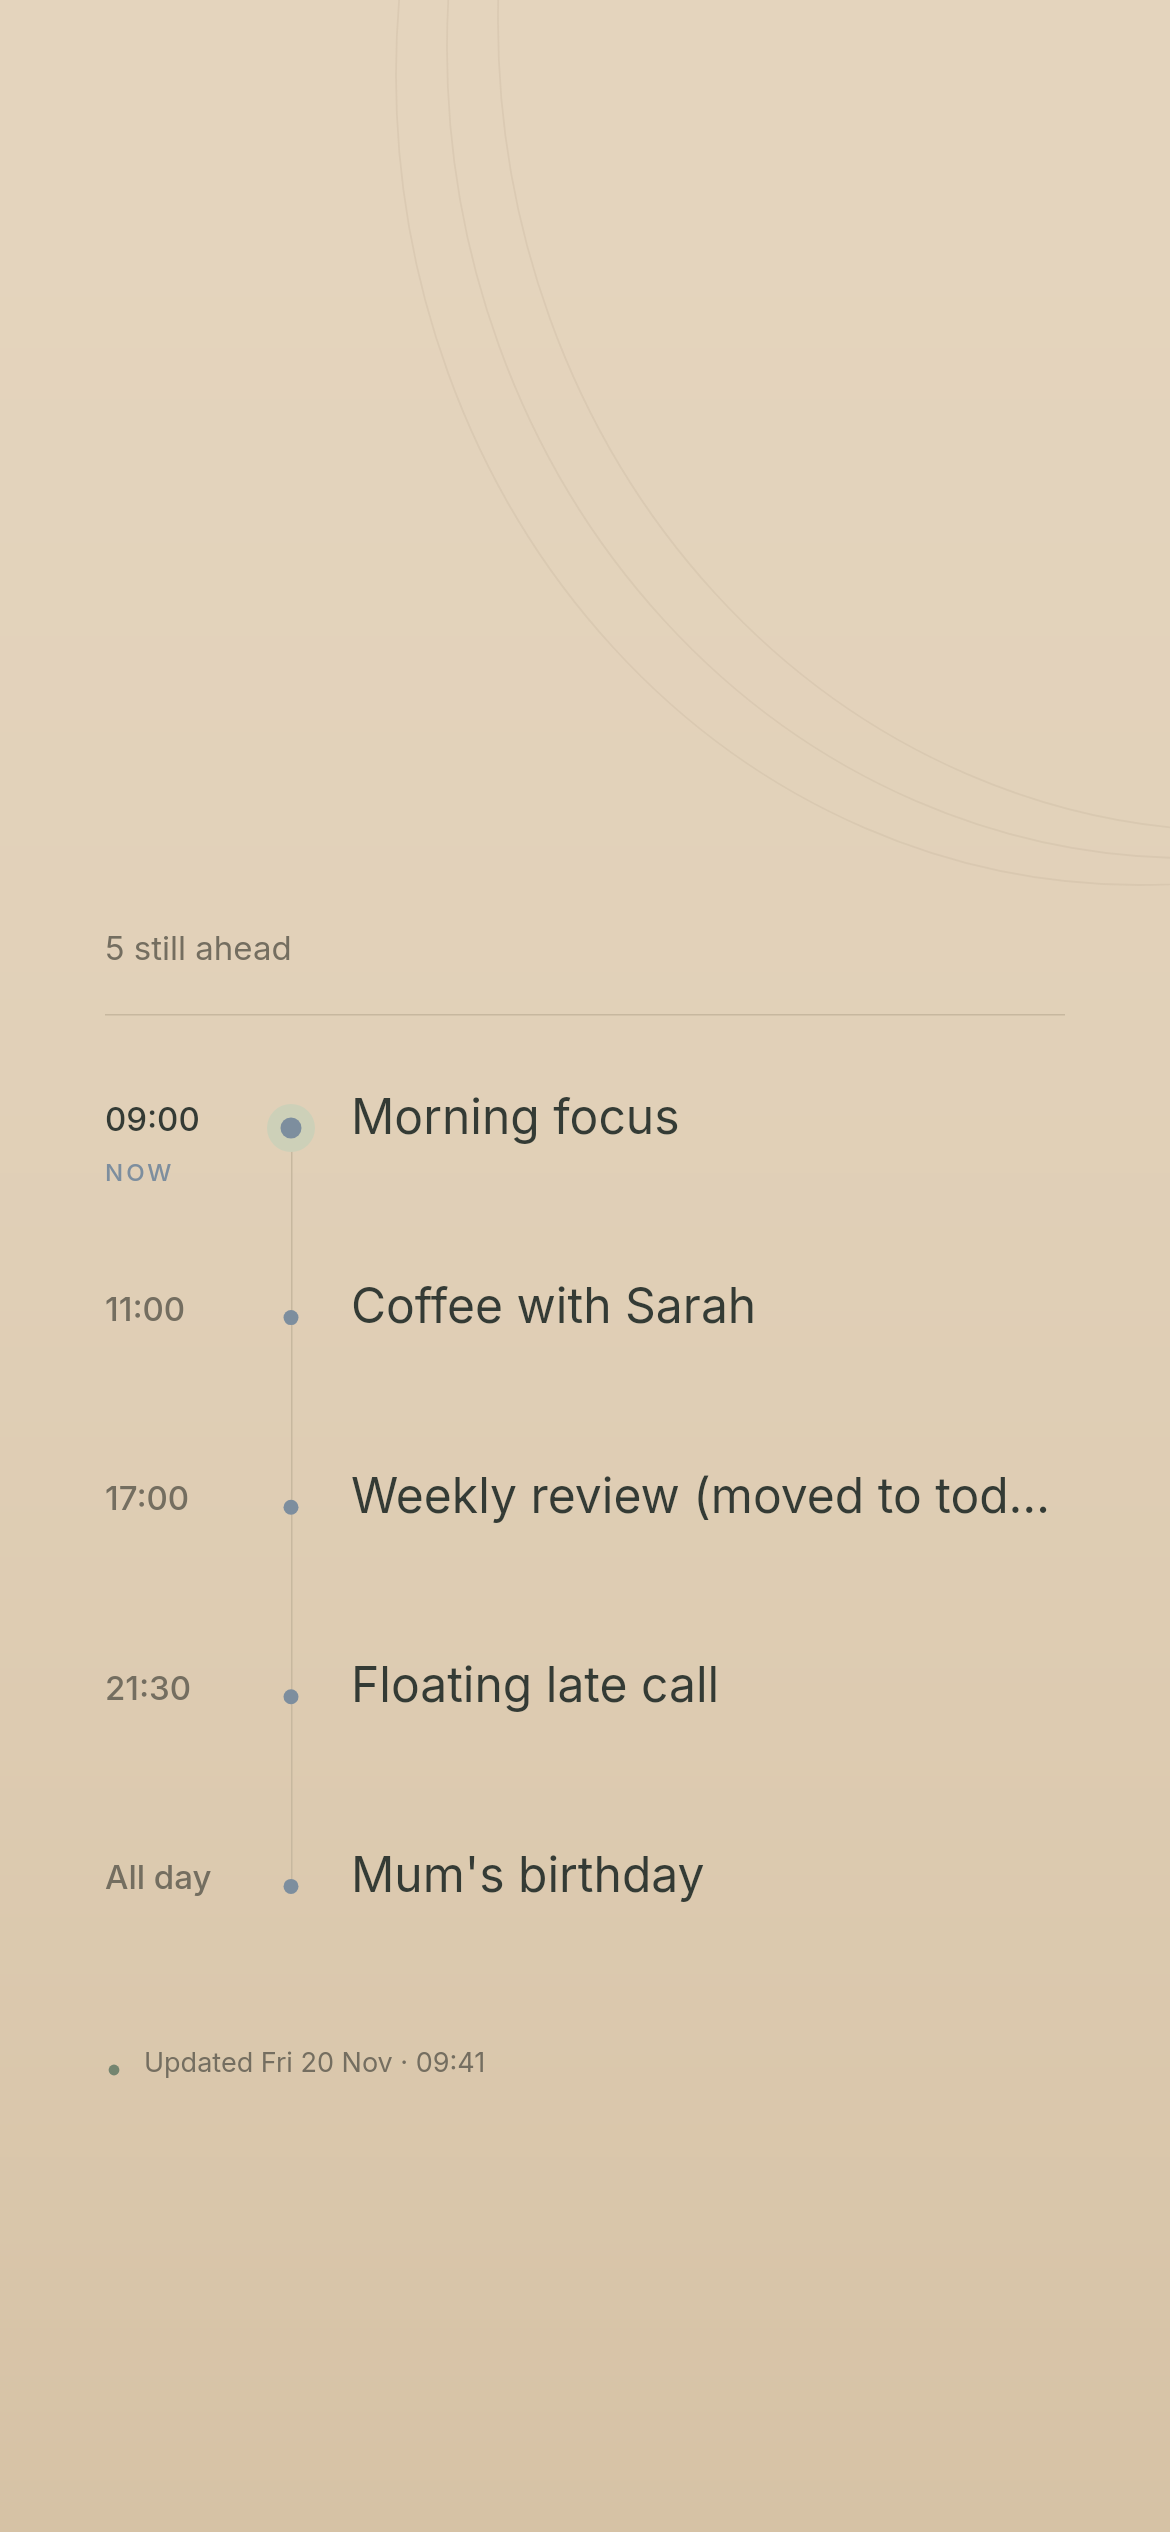 5 still ahead
09:00
Morning focus
NOW
11:00
Coffee with Sarah
17:00
Weekly review (moved to tod...
21:30
Floating late call
All day
Mum's birthday
Updated Fri 20 Nov · 09:41